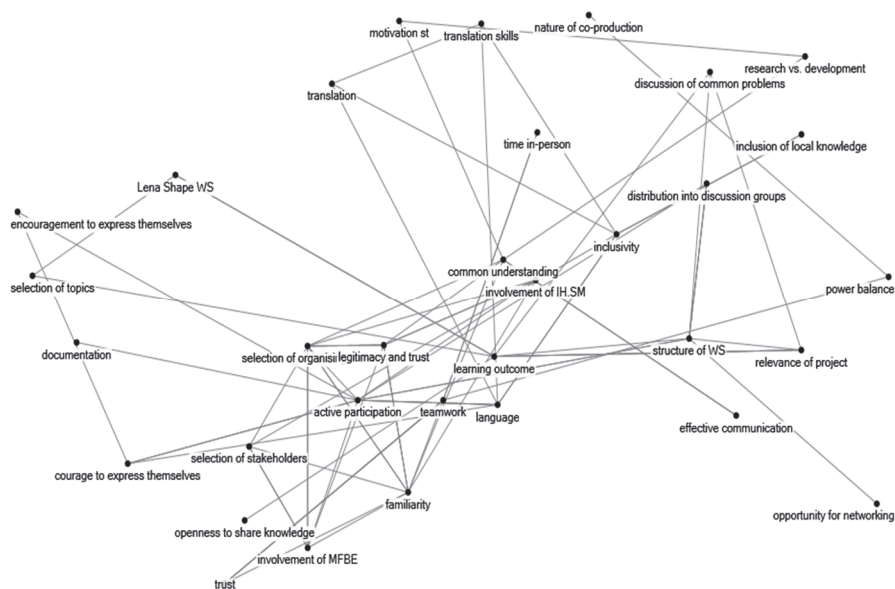 nature of co-production
motivation st
translation skills
research vs. development
discussion of common problems
translation
time in-person
inclusion of local knowledge
Lena Shape WS
distribution into discussion groups
encouragement to express themselves
inclusivity
common understanding
selection of topics
involvement of IH.SM
power balance
documentation
selection of organisi
legitimacy and trust
structure of WS
learning outcome
relevance of project
active participation
teamwork
language
effective communication
selection of stakeholders
courage to express themselves
familiarity
opportunity for networking
openness to share knowledge
involvement of MFBE
trust